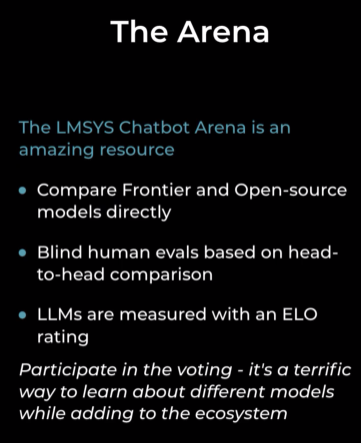 The Arena
The LMSYS Chatbot Arena is an
amazing resource
Compare Frontier and Open-source
models directly
Blind human evals based on head-
to-head comparison
LLMs are measured with an ELO
rating
Participate in the voting - it's a terrific
way to learn about different models
while adding to the ecosystem